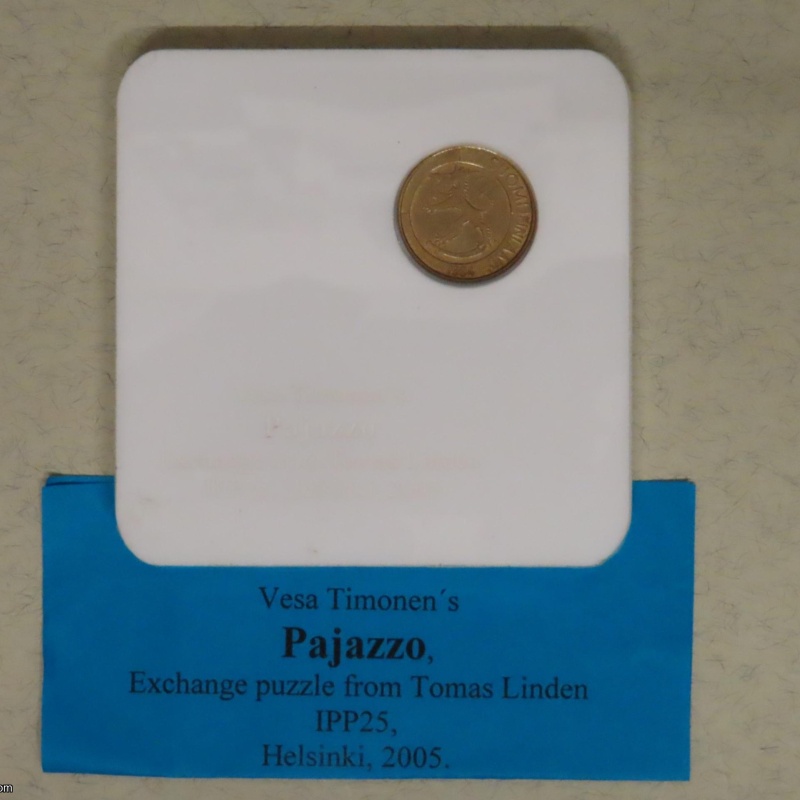 Vesa Timonen´s
Pajazzo,
Exchange puzzle from Tomas Linden
IPP25,
Helsinki, 2005.